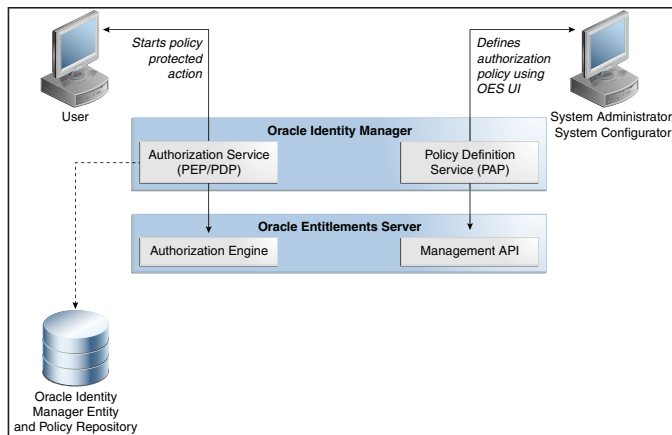 Starts policy
protected
action
Defines
authorization
policy using
OES UI
User
System Administrator
System Configurator
Oracle Identity Manager
Authorization Service
(PEP/PDP)
Policy Definition
Service (PAP)
Oracle Entitlements Server
Authorization Engine
Management API
Oracle Identity
Manager Entity
and Policy Repository